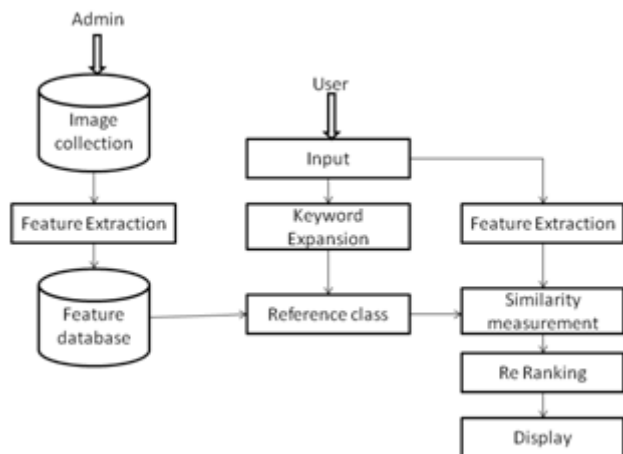 Admin
User
Image
collection
Input
Feature Extraction
Keyword
Expansion
Feature Extraction
Feature
database
Reference class
Similarity
measurement
Re Ranking
Display